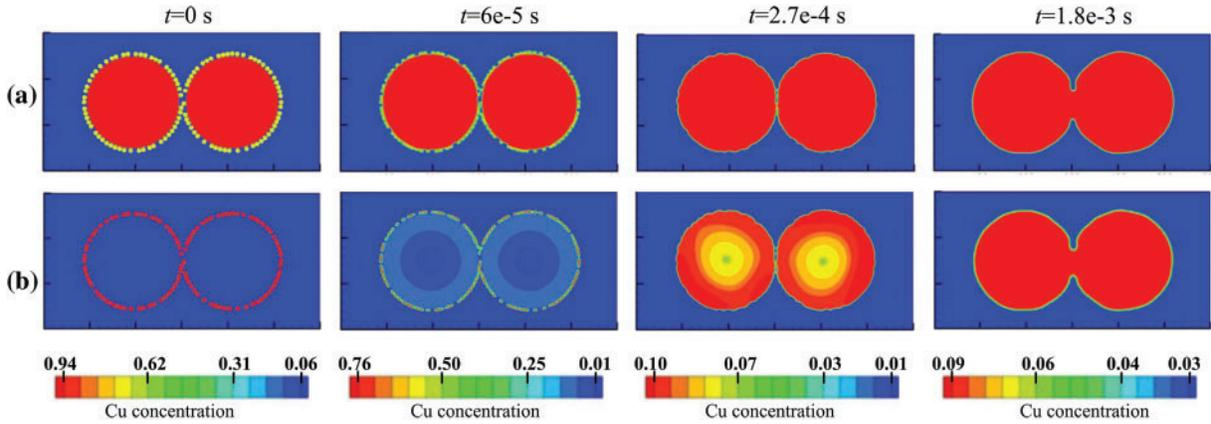 t=0 s t=6e-5 s t=2.7e-4 s t=1.8e-3 s
(a)
(b)
0.94 0.62 0.31 0.06 0.76 0.50 0.25 0.01 0.10 0.07 0.03 0.01 0.09 0.06 0.04 0.03
Cu concentration Cu concentration Cu concentration Cu concentration